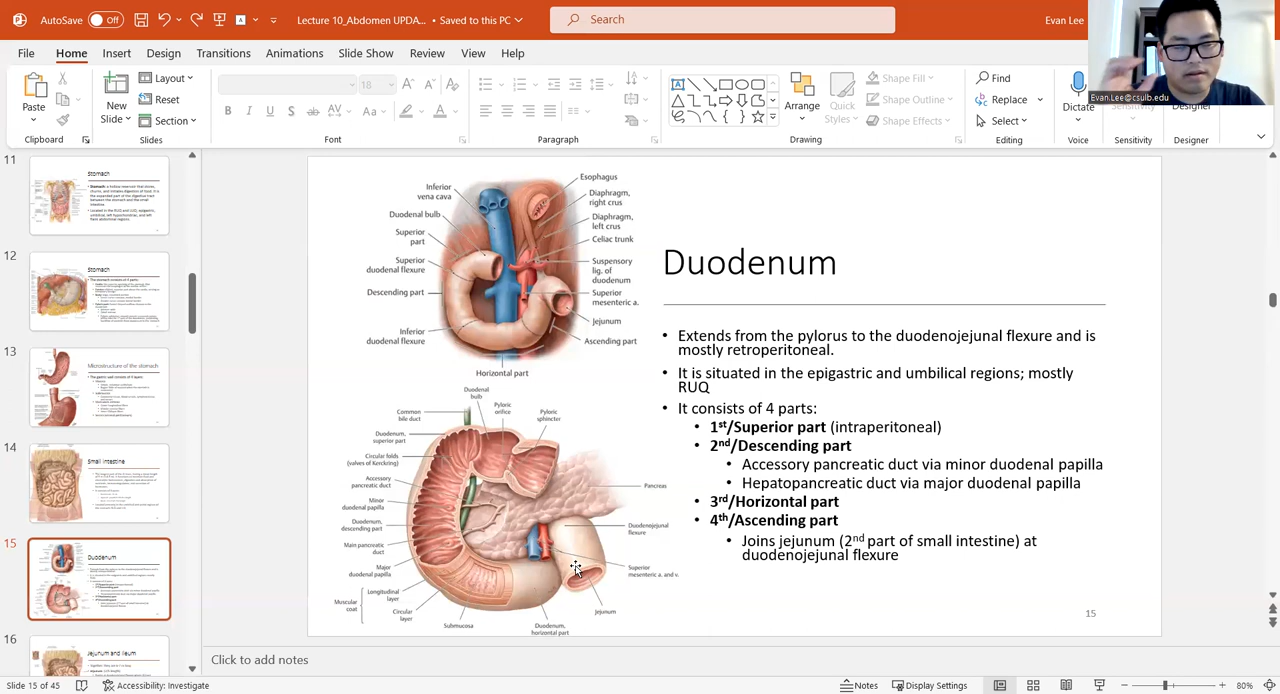 AutoSave Off Lecture 10_Abdomen UPDA... • Saved to this PC Search Evan Lee
File Home Insert Design Transitions Animations Slide Show Review View Help
Evan.Lee@csulb.edu
Paste
Clipboard
New
Slide
Layout
Reset
Section
Slides
18
Font
Paragraph
Arrange
Quick
Styles
Shape Fill
Shape Outline
Shape Effects
Drawing
Find
Replace
Select
Editing
Dictate
Voice
Sensitivity
Sensitivity
Designer
Designer
11
Stomach
12
Stomach
13
Microstructure of the stomach
14
Small intestine
15
Duodenum
16
Jejunum and Ileum
Inferior
vena cava
Duodenal bulb
Superior
part
Superior
duodenal flexure
Descending part
Inferior
duodenal flexure
Horizontal part
Esophagus
Diaphragm,
right crus
Diaphragm,
left crus
Celiac trunk
Suspensory
lig. of
duodenum
Superior
mesenteric a.
Jejunum
Ascending part
Duodenal
bulb
Pyloric
orifice
Pyloric
sphincter
Common
bile duct
Duodenum,
superior part
Circular folds
(valves of Kerckring)
Accessory
pancreatic duct
Minor
duodenal papilla
Duodenum,
descending part
Main pancreatic
duct
Major
duodenal papilla
Muscular
coat
Longitudinal
layer
Circular
layer
Submucosa
Duodenum,
horizontal part
Pancreas
Duodenojejunal
flexure
Superior
mesenteric a. and v.
Jejunum
Duodenum
• Extends from the pylorus to the duodenojejunal flexure and is
mostly retroperitoneal.
• It is situated in the epigastric and umbilical regions; mostly
RUQ
• It consists of 4 parts:
• 1st/Superior part (intraperitoneal)
• 2nd/Descending part
• Accessory pancreatic duct via minor duodenal papilla
• Hepatopancreatic duct via major duodenal papilla
• 3rd/Horizontal part
• 4th/Ascending part
• Joins jejunum (2nd part of small intestine) at
duodenojejunal flexure
15
Click to add notes
Slide 15 of 45 Accessibility: Investigate Notes Display Settings 80%